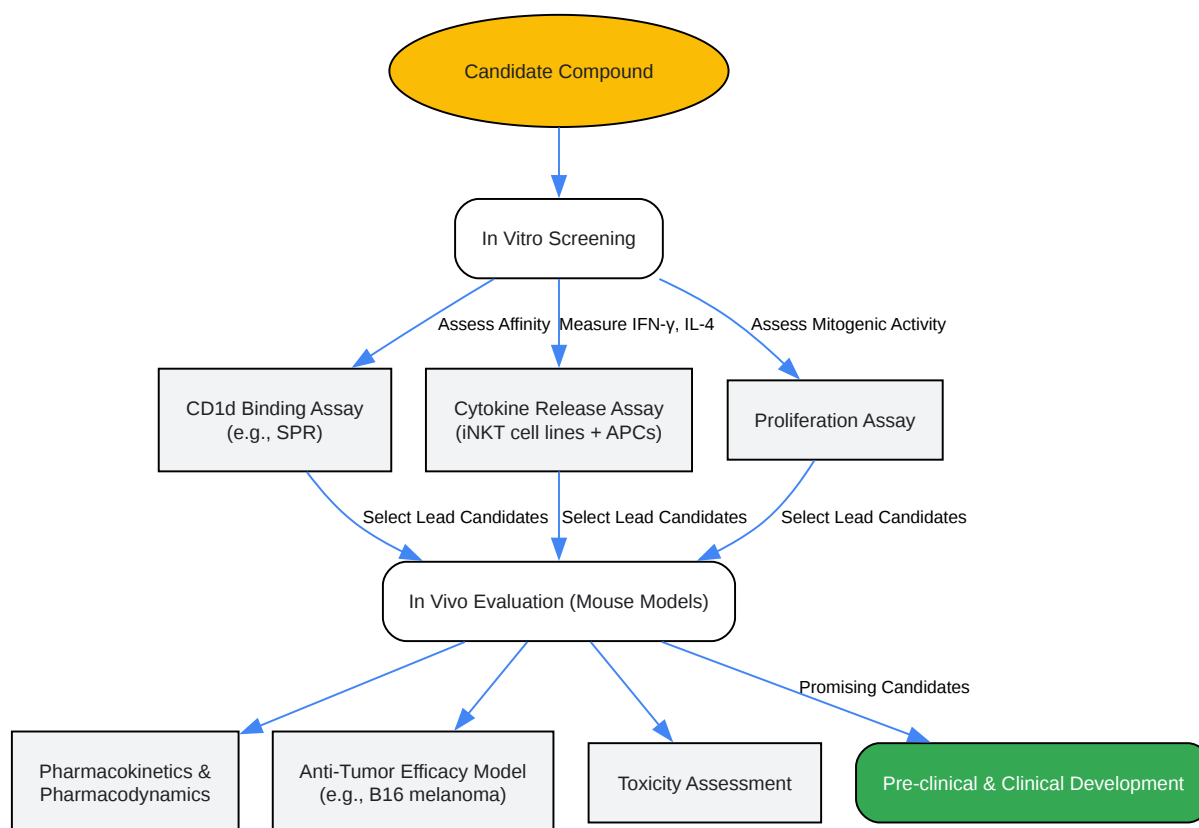 Candidate Compound
In Vitro Screening
Assess Affinity
Measure IFN-γ, IL-4
Assess Mitogenic Activity
CD1d Binding Assay
(e.g., SPR)
Cytokine Release Assay
(iNKT cell lines + APCs)
Proliferation Assay
Select Lead Candidates
Select Lead Candidates
Select Lead Candidates
In Vivo Evaluation (Mouse Models)
Promising Candidates
Pharmacokinetics &
Pharmacodynamics
Anti-Tumor Efficacy Model
(e.g., B16 melanoma)
Toxicity Assessment
Pre-clinical & Clinical Development